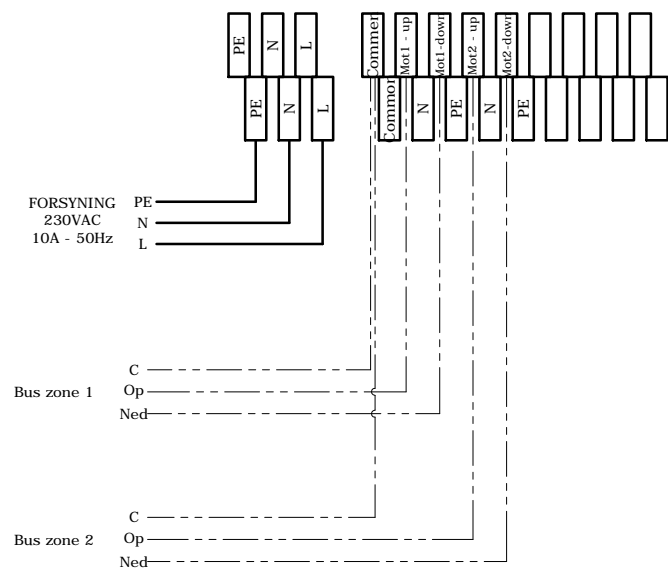 PE N L Common Mot1 - up Mot1-down Mot2 - up Mot2-down
PE N L Common N PE N PE
FORSYNING PE
230VAC N
10A - 50Hz L
C
Bus zone 1 Op
Ned
C
Bus zone 2 Op
Ned